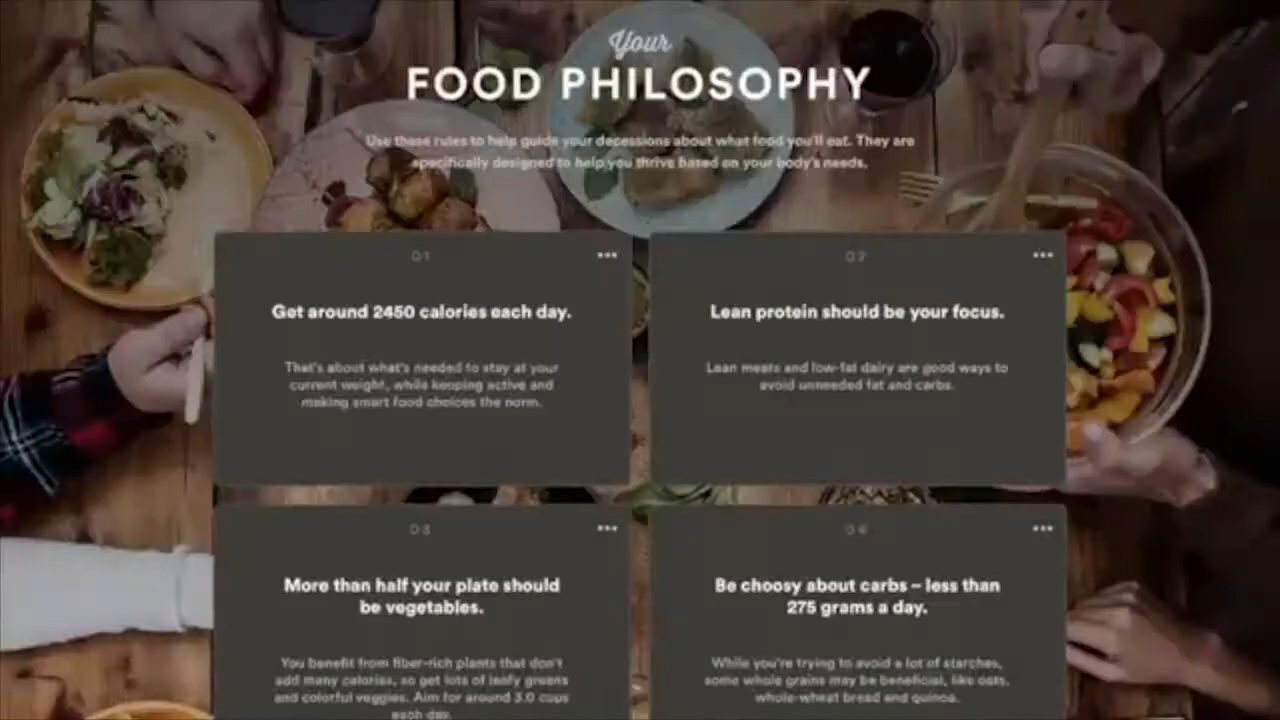 Your
FOOD PHILOSOPHY
Use these rules to help guide your decessions about what food you'll eat. They are
specifically designed to help you thrive based on your body's needs.
01
Get around 2450 calories each day.
That's about what's needed to stay at your
current weight, while keeping active and
making smart food choices the norm.
02
Lean protein should be your focus.
Lean meats and low-fat dairy are good ways to
avoid unneeded fat and carbs.
03
More than half your plate should
be vegetables.
You benefit from fiber-rich plants that don't
add many calories, so get lots of leafy greens
and colorful veggies. Aim for around 3.0 cups
each day.
04
Be choosy about carbs – less than
275 grams a day.
While you're trying to avoid a lot of starches,
some whole grains may be beneficial, like oats,
whole-wheat bread and quinoa.